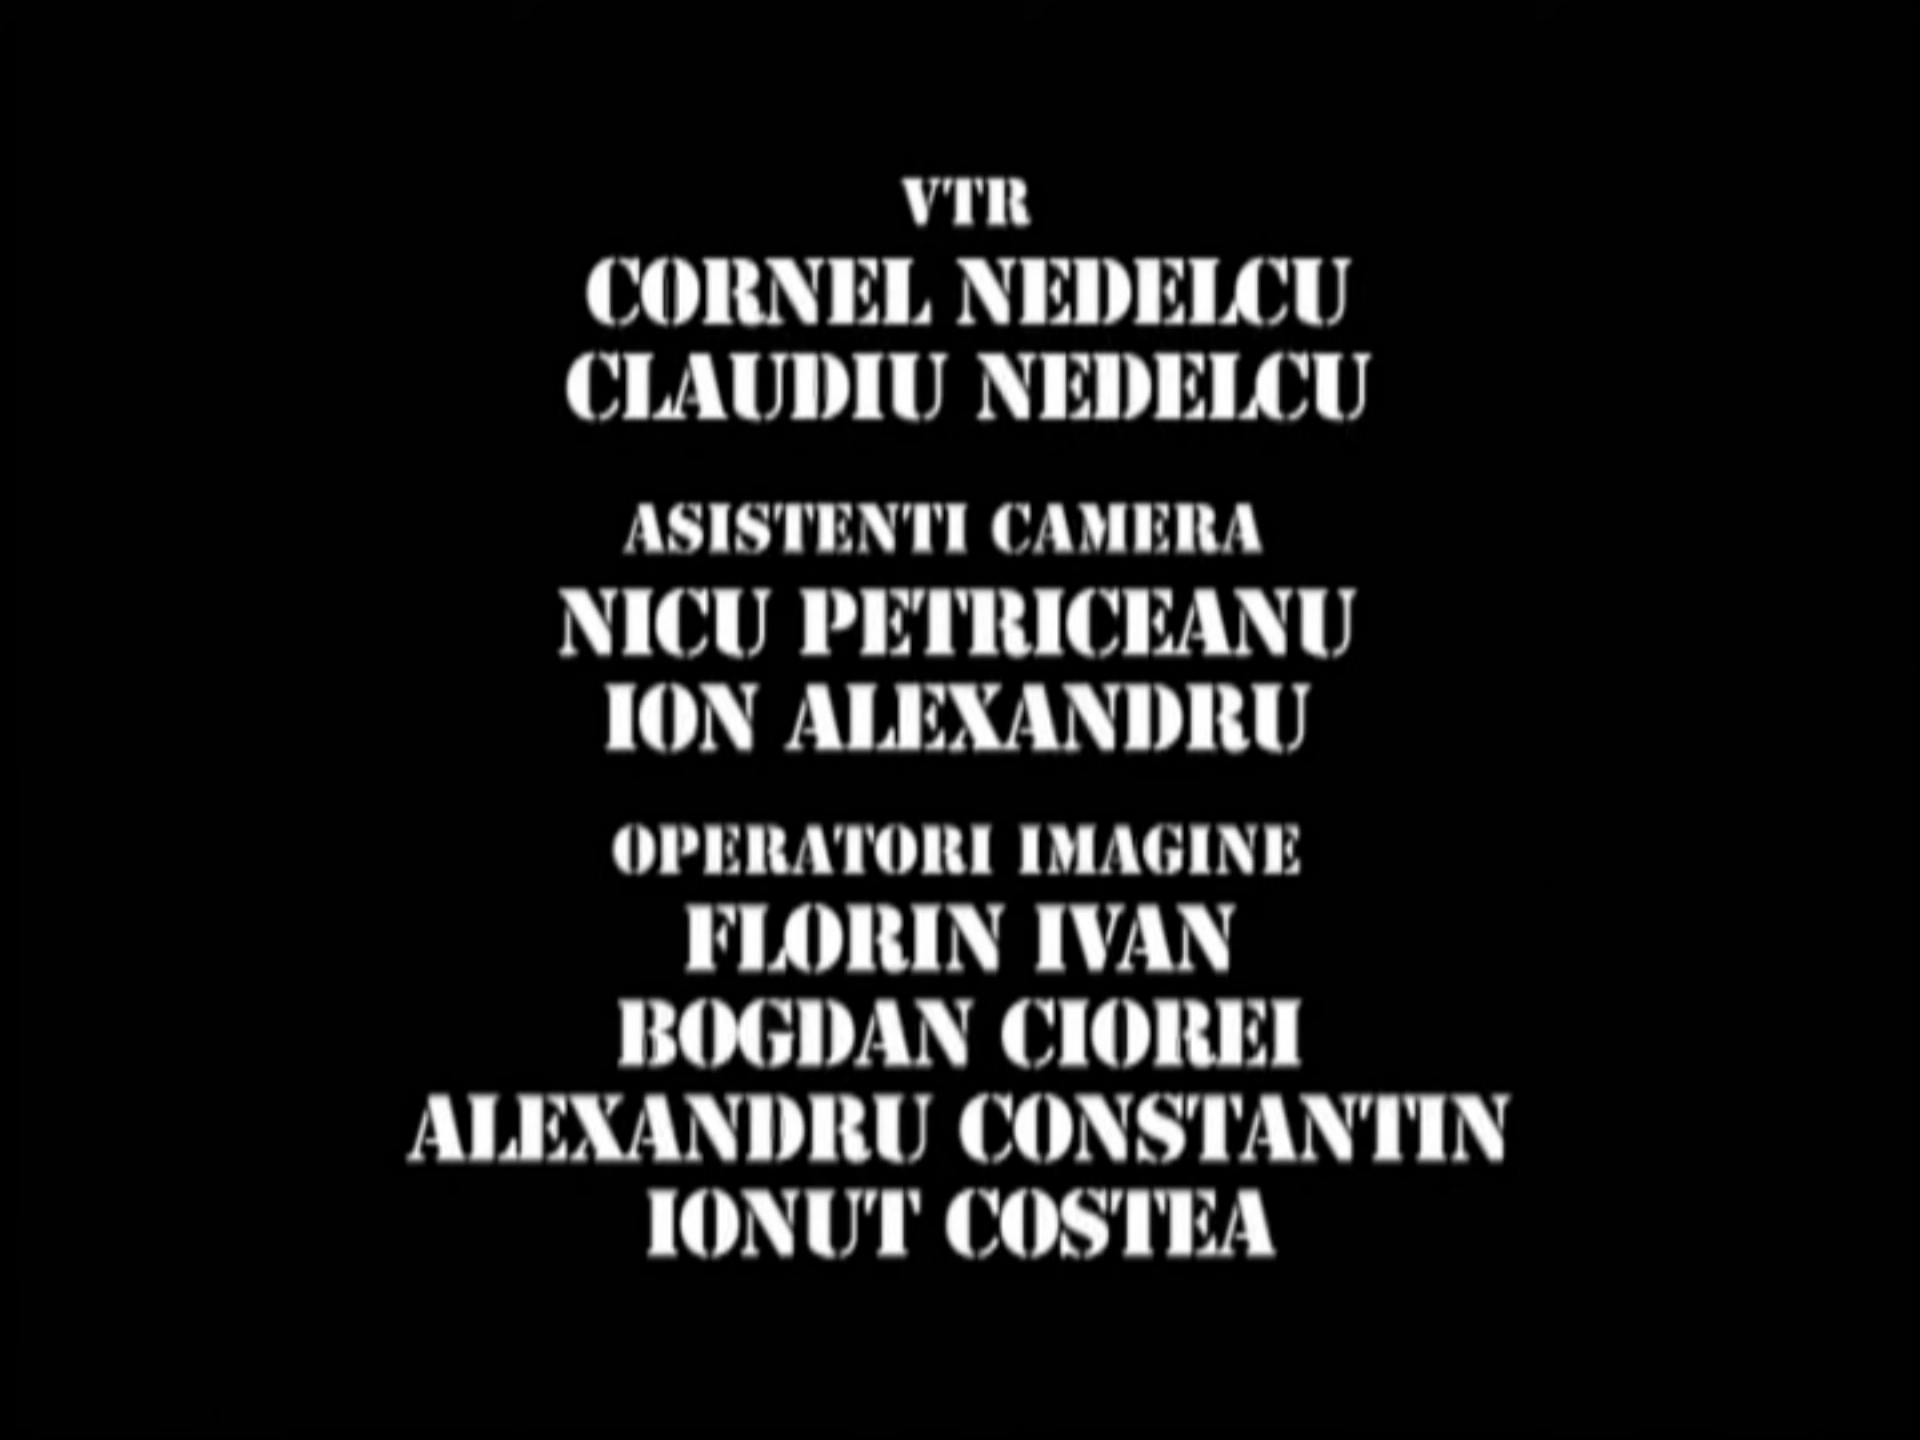 VTR
CORNEL NEDELCU
CLAUDIU NEDELCU
ASISTENTI CAMERA
NICU PETRICEANU
ION ALEXANDRU
OPERATORI IMAGINE
FLORIN IVAN
BOGDAN CIOREI
ALEXANDRU CONSTANTIN
IONUT COSTEA